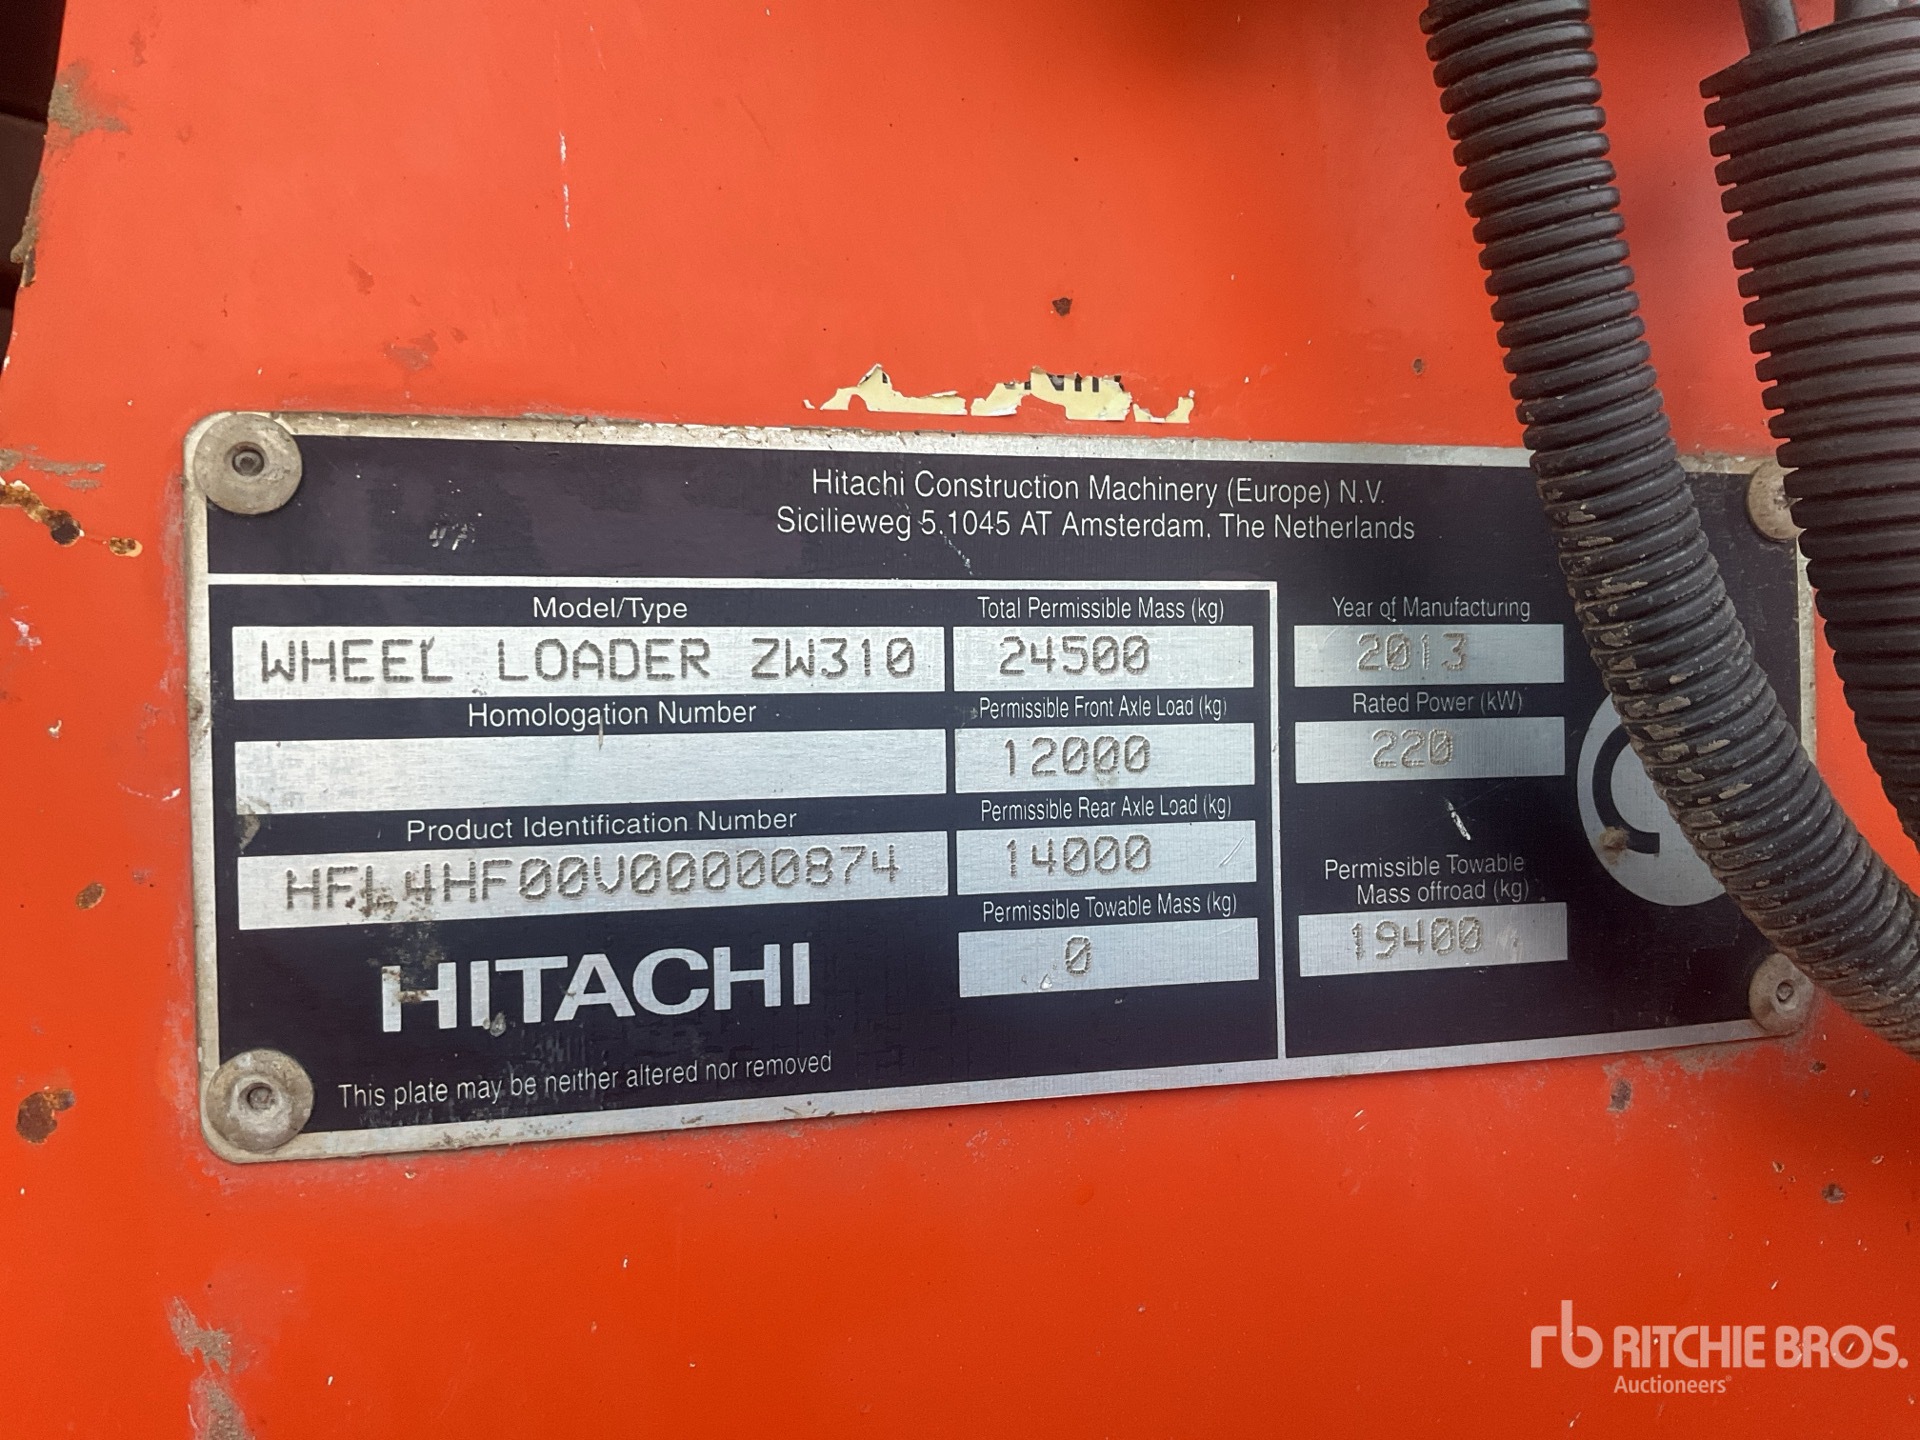 Hitachi Construction Machinery (Europe) N.V.
Sicilieweg 5, 1045 AT Amsterdam, The Netherlands
Model/Type
WHEEL LOADER ZW310
Homologation Number
Product Identification Number
HFL4HF00V00000874
HITACHI
This plate may be neither altered nor removed
Total Permissible Mass (kg)
24500
Permissible Front Axle Load (kg)
12000
Permissible Rear Axle Load (kg)
14000
Permissible Towable Mass (kg)
0
Year of Manufacturing
2013
Rated Power (kW)
220
Permissible Towable
Mass offroad (kg)
19400
rb RITCHIE BROS.
Auctioneers